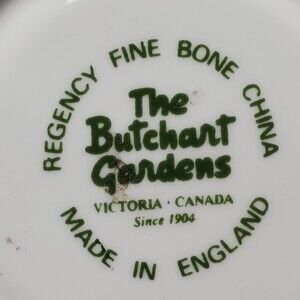 REGENCY FINE BONE CHINA
The
Butchart
Gardens
VICTORIA · CANADA
Since 1904
MADE IN ENGLAND